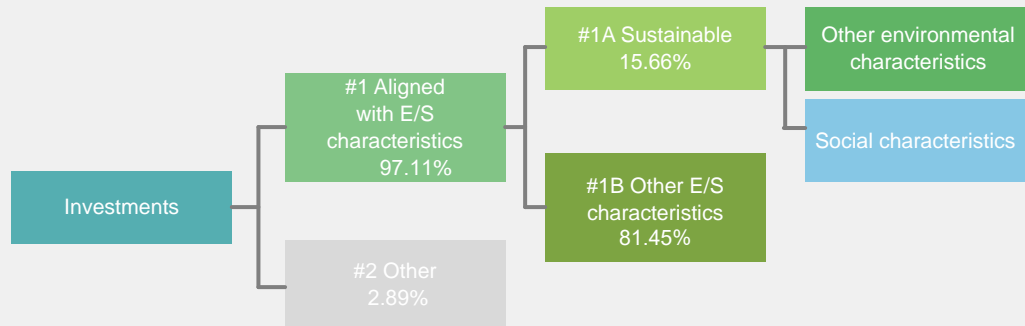 Investments
#1 Aligned
with E/S
characteristics
97.11%
#2 Other
2.89%
#1A Sustainable
15.66%
#1B Other E/S
characteristics
81.45%
Other environmental
characteristics
Social characteristics